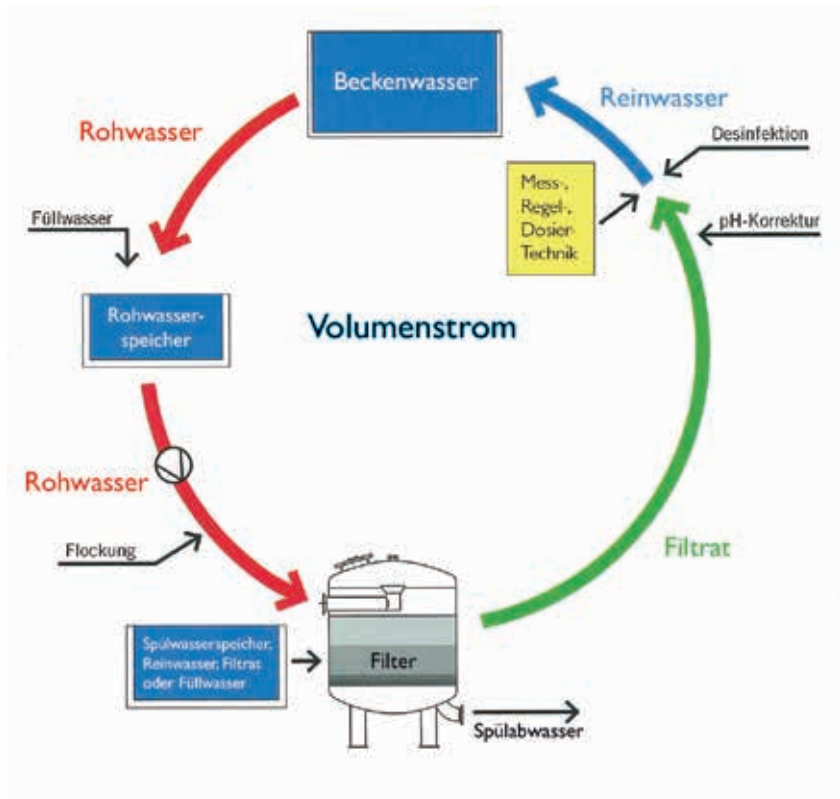 Beckenwasser
Reinwasser
Rohwasser
Desinfektion
Mess-,
Regel-,
Dosier-
Technik
Füllwasser
pH-Korrektur
Rohwasser-
speicher
Volumenstrom
Rohwasser
Flockung
Filtrat
Spülwasserspeicher,
Reinwasser, Filtrat
oder Füllwasser
Filter
Spülabwasser